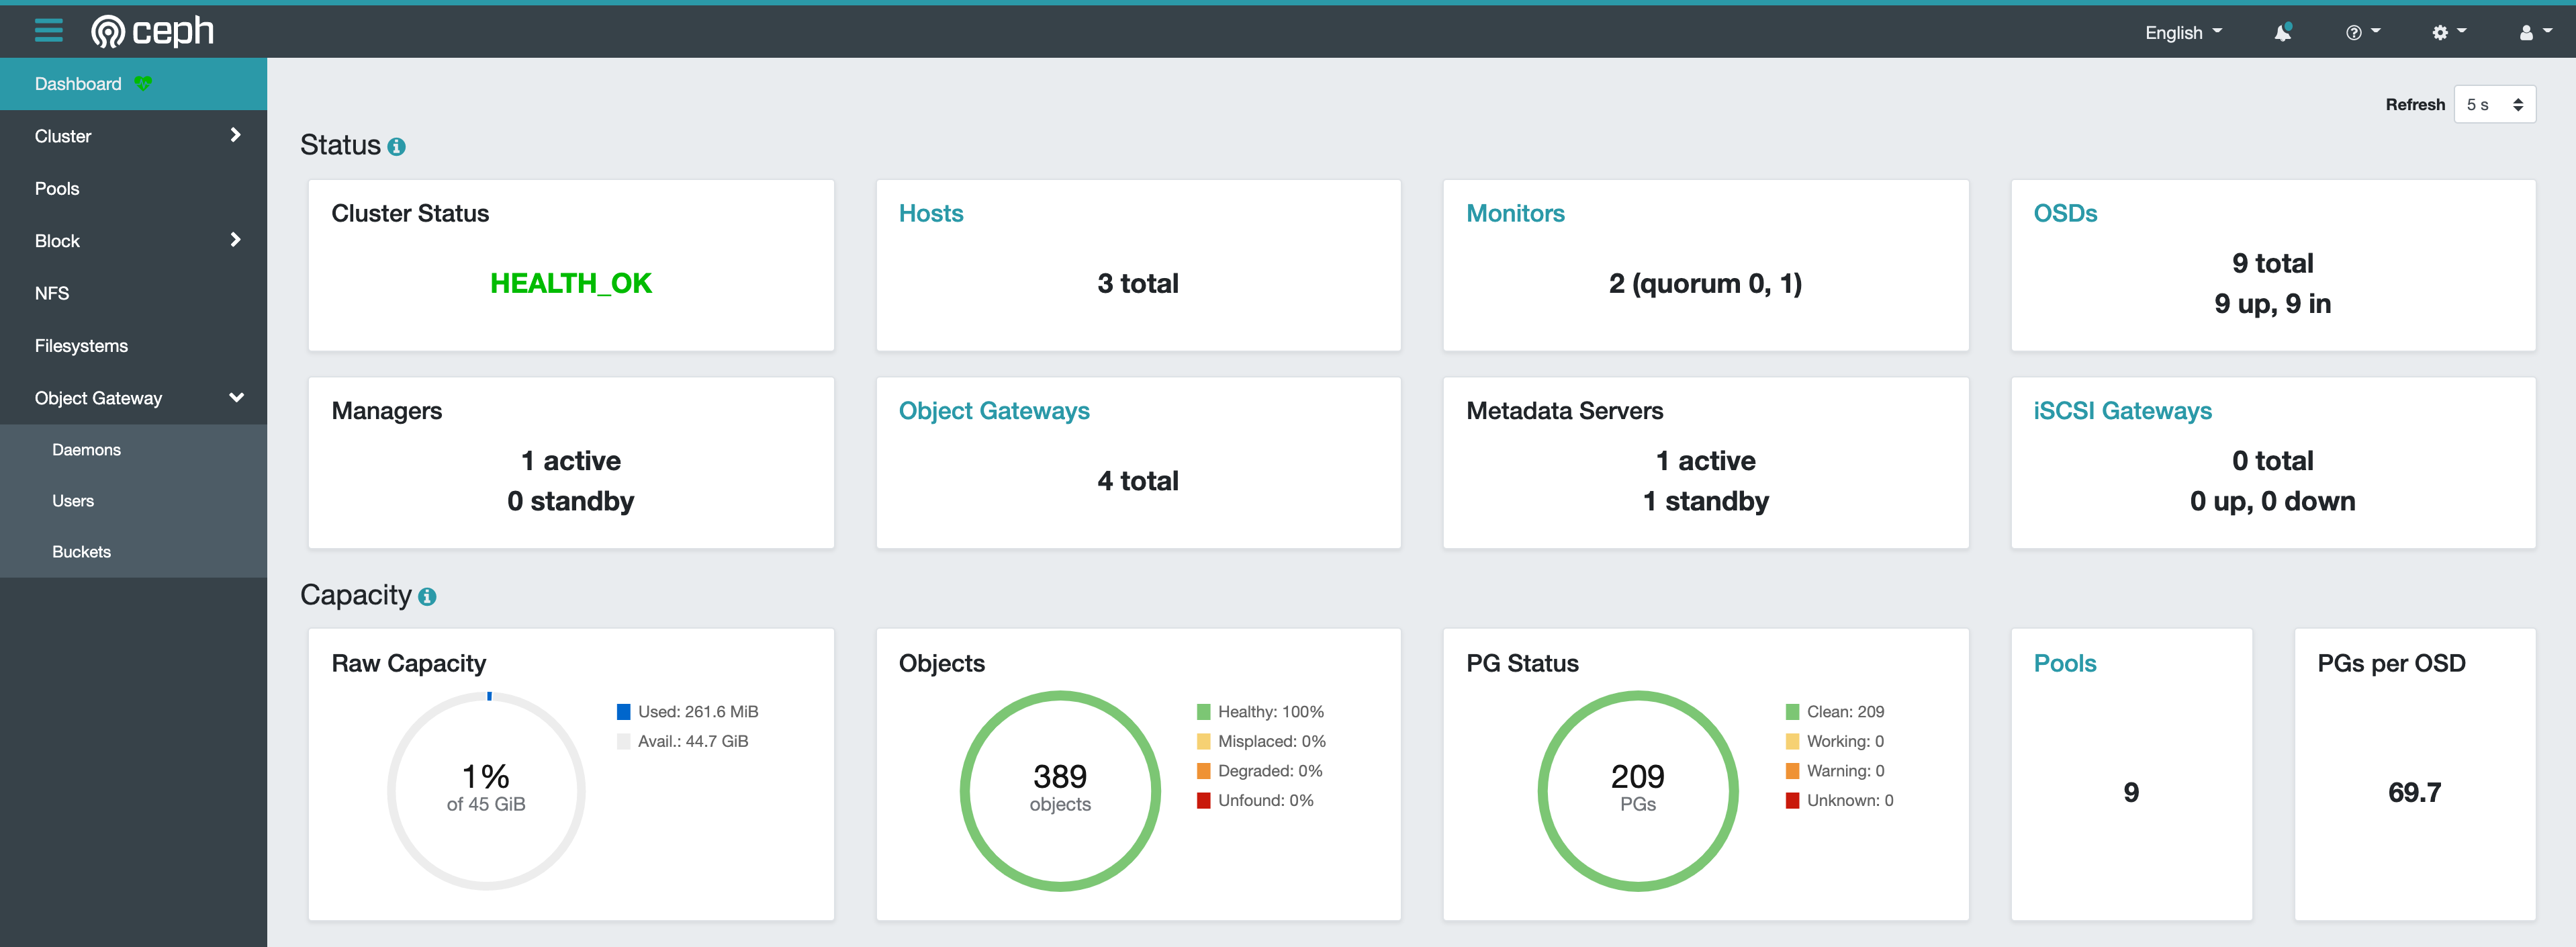 ceph
English
Dashboard
Cluster
Pools
Block
NFS
Filesystems
Object Gateway
Daemons
Users
Buckets
Refresh 5 s
Status
Cluster Status
HEALTH_OK
Hosts
3 total
Monitors
2 (quorum 0, 1)
OSDs
9 total
9 up, 9 in
Managers
1 active
0 standby
Object Gateways
4 total
Metadata Servers
1 active
1 standby
iSCSI Gateways
0 total
0 up, 0 down
Capacity
Raw Capacity
1%
of 45 GiB
Used: 261.6 MiB
Avail.: 44.7 GiB
Objects
389
objects
Healthy: 100%
Misplaced: 0%
Degraded: 0%
Unfound: 0%
PG Status
209
PGs
Clean: 209
Working: 0
Warning: 0
Unknown: 0
Pools
9
PGs per OSD
69.7